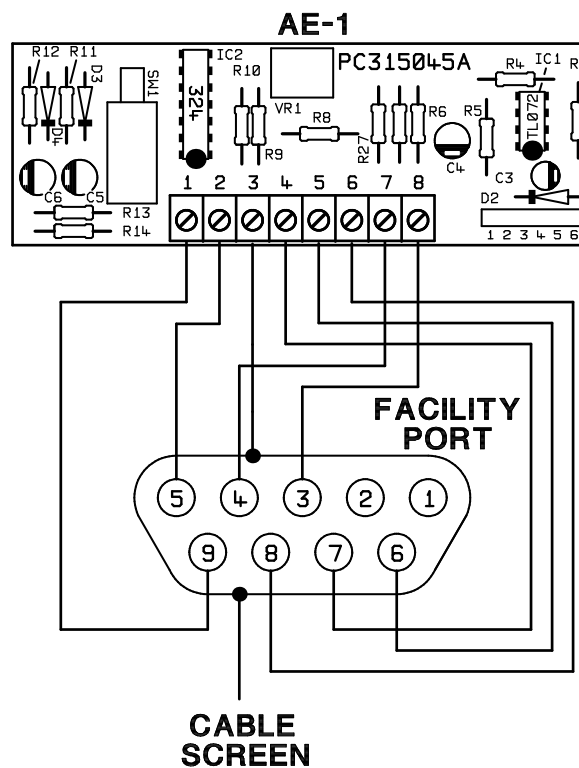 AE-1
R12
R11
D3
D4
SW1
IC2
324
R10
R9
VR1
PC315045A
R8
R27
R6
C4
R5
R4
IC1
TL072
R
C3
D2
C6
C5
R13
R14
1 2 3 4 5 6 7 8
1 2 3 4 5 6
FACILITY
PORT
5 4 3 2 1
9 8 7 6
CABLE
SCREEN